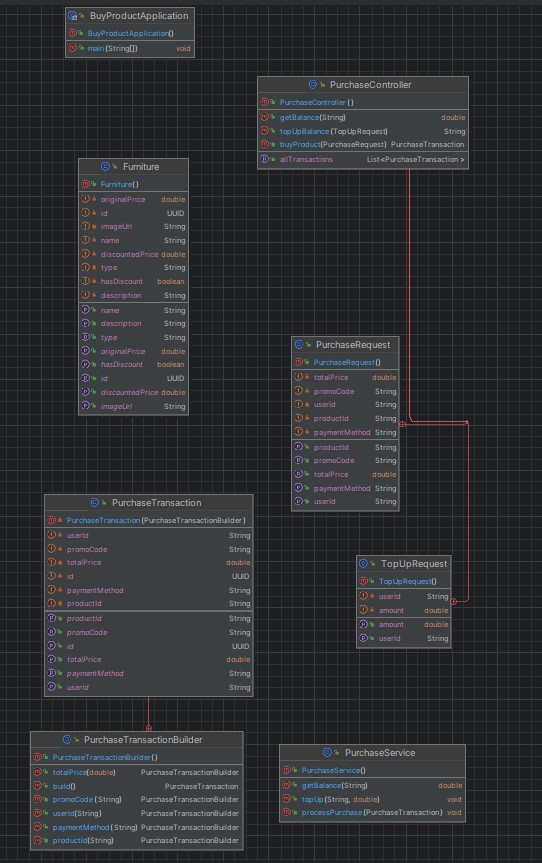 BuyProductApplication
BuyProductApplication()
main(String[]) void
PurchaseController
PurchaseController()
getBalance(String) double
topUpBalance(TopUpRequest) String
buyProduct(PurchaseRequest) PurchaseTransaction
allTransactions List<PurchaseTransaction>
Furniture
Furniture()
originalPrice double
id UUID
imageUrl String
name String
discountedPrice double
type String
hasDiscount boolean
description String
name String
description String
type String
originalPrice double
hasDiscount boolean
id UUID
discountedPrice double
imageUrl String
PurchaseRequest
PurchaseRequest()
totalPrice double
promoCode String
userId String
productId String
paymentMethod String
productId String
promoCode String
totalPrice double
paymentMethod String
userId String
PurchaseTransaction
PurchaseTransaction(PurchaseTransactionBuilder)
userId String
promoCode String
totalPrice double
id UUID
paymentMethod String
productId String
productId String
promoCode String
id UUID
totalPrice double
paymentMethod String
userId String
TopUpRequest
TopUpRequest()
userId String
amount double
amount double
userId String
PurchaseTransactionBuilder
PurchaseTransactionBuilder()
totalPrice(double) PurchaseTransactionBuilder
build() PurchaseTransaction
promoCode(String) PurchaseTransactionBuilder
userId(String) PurchaseTransactionBuilder
paymentMethod(String) PurchaseTransactionBuilder
productId(String) PurchaseTransactionBuilder
PurchaseService
PurchaseService()
getBalance(String) double
topUp(String, double) void
processPurchase(PurchaseTransaction) void